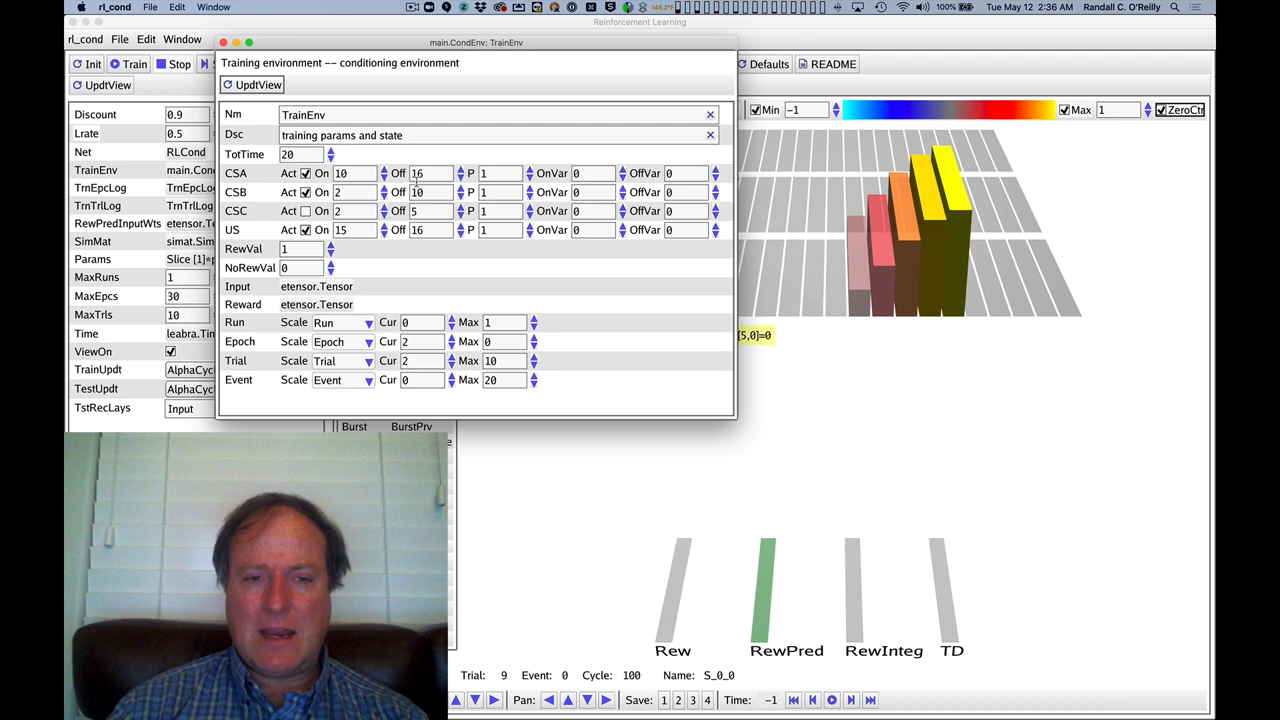 rl_cond File Edit Window 145.2°F 100% Tue May 12 2:36 AM Randall C. O'Reilly
Reinforcement Learning
rl_cond File Edit Window
main.CondEnv: TrainEnv
Init Train Stop
Training environment -- conditioning environment
Defaults README
UpdtView
UpdtView
Min -1 Max 1 ZeroCtr
Discount 0.9
Lrate 0.5
Net RLCond
TrainEnv main.Co
TrnEpcLog TrnEpcLo
TrnTrlLog TrnTrlLo
RewPredInputWts etensor.T
SimMat simat.Sim
Params Slice [1]*p
MaxRuns 1
MaxEpcs 30
MaxTrls 10
Time leabra.Tim
ViewOn
TrainUpdt AlphaCyc
TestUpdt AlphaCyc
TstRecLays Input
Nm TrainEnv
Dsc training params and state
TotTime 20
CSA Act On 10 Off 16 P 1 OnVar 0 OffVar 0
CSB Act On 2 Off 10 P 1 OnVar 0 OffVar 0
CSC Act On 2 Off 5 P 1 OnVar 0 OffVar 0
US Act On 15 Off 16 P 1 OnVar 0 OffVar 0
RewVal 1
NoRewVal 0
Input etensor.Tensor
Reward etensor.Tensor
Run Scale Run Cur 0 Max 1
Epoch Scale Epoch Cur 2 Max 0
Trial Scale Trial Cur 2 Max 10
Event Scale Event Cur 0 Max 20
[5,0]=0
Burst BurstPrv
Rew RewPred RewInteg TD
Trial: 9 Event: 0 Cycle: 100 Name: S_0_0
Pan: Save: 1 2 3 4 Time: -1